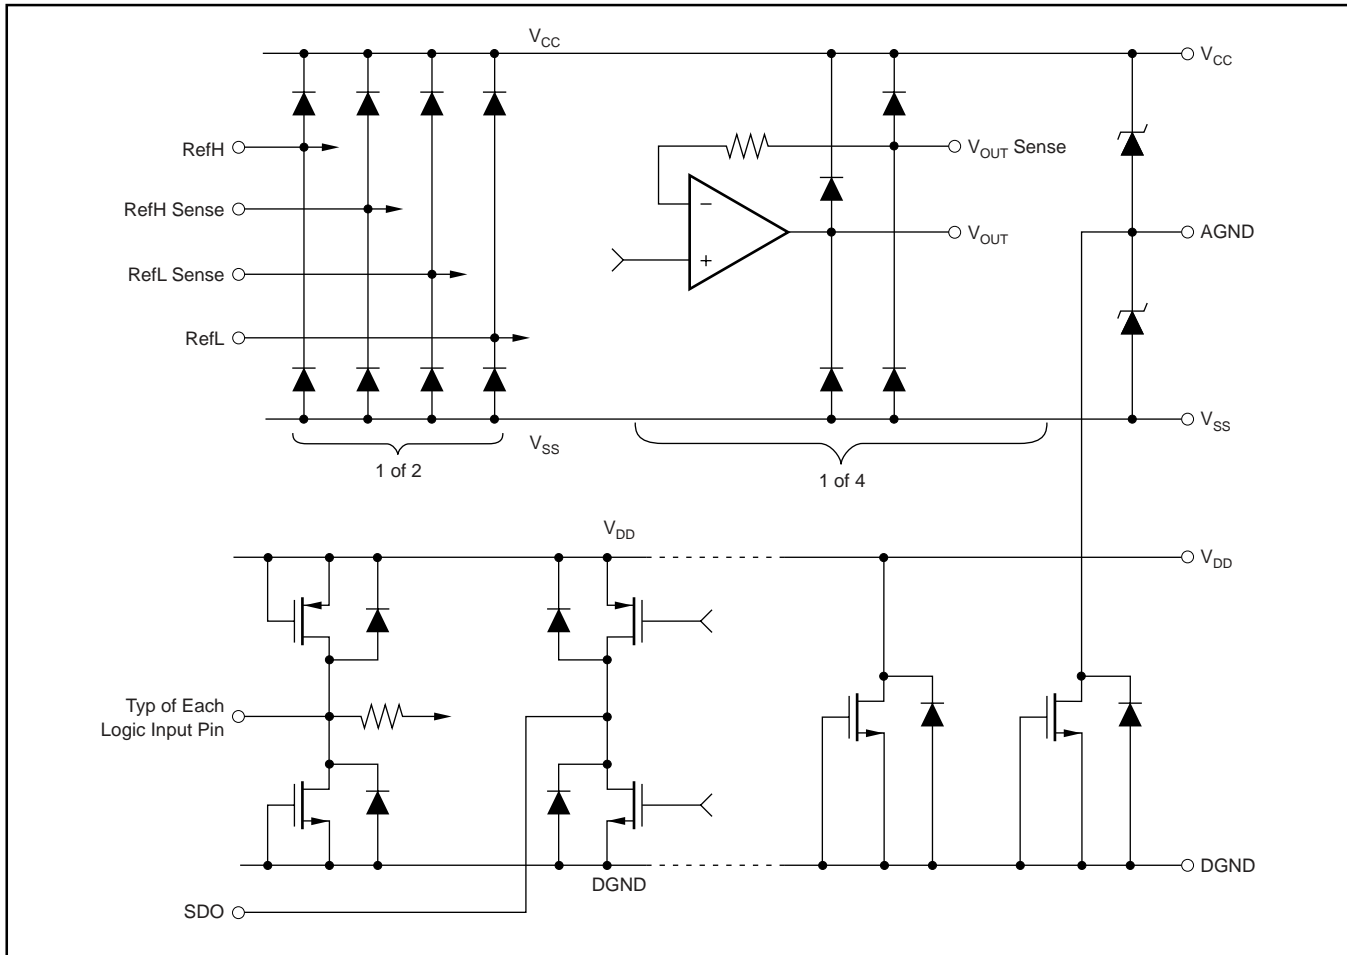 V_CC
V_CC
RefH
V_OUT Sense
RefH Sense
−
V_OUT
AGND
+
RefL Sense
RefL
V_SS
V_SS
1 of 2
1 of 4
V_DD
V_DD
Typ of Each
Logic Input Pin
DGND
DGND
SDO